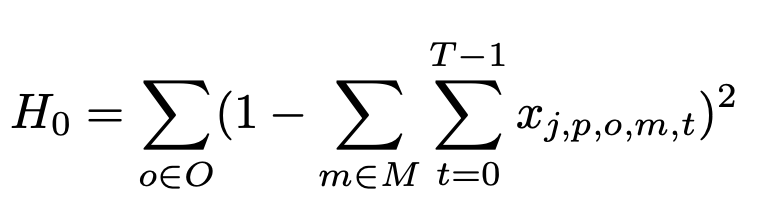 H_0 = \sum_{o \in O} (1 - \sum_{m \in M} \sum_{t=0}^{T-1} x_{j,p,o,m,t})^2